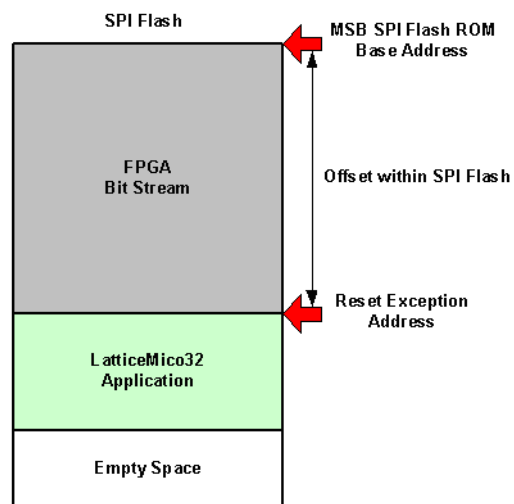 SPI Flash
MSB SPI Flash ROM
Base Address
FPGA
Bit Stream
Offset within SPI Flash
Reset Exception
Address
LatticeMico32
Application
Empty Space